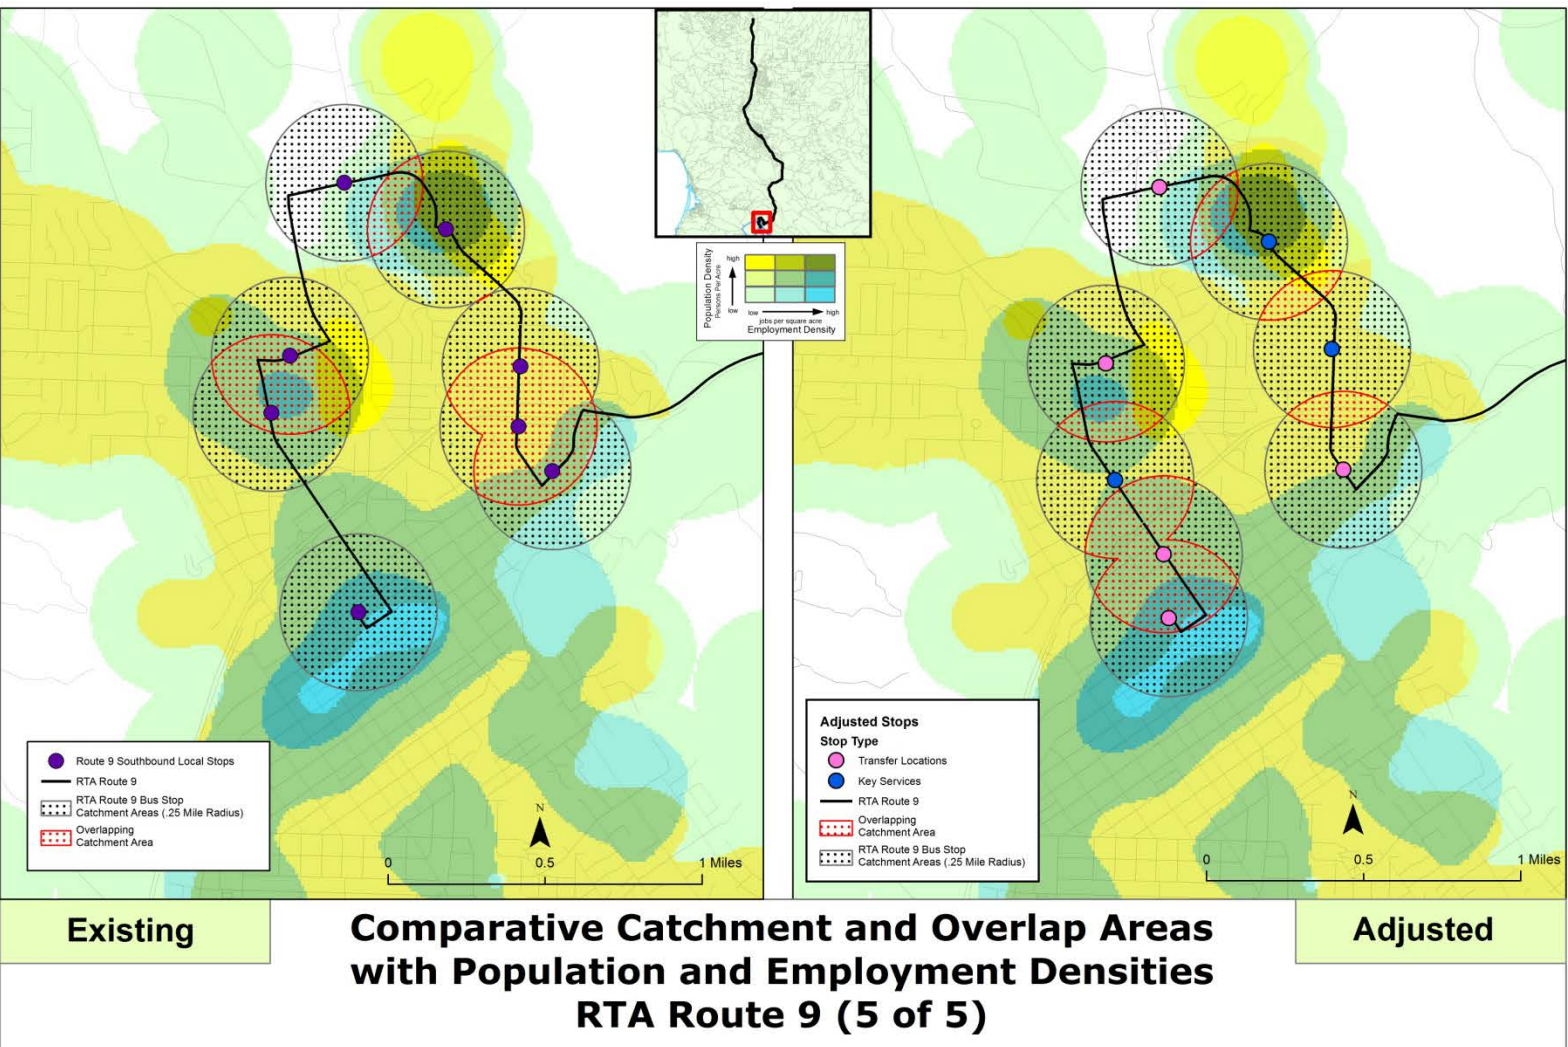 Population Density
Persons Per Acre
high
low
low
high
jobs per square acre
Employment Density
Route 9 Southbound Local Stops
RTA Route 9
RTA Route 9 Bus Stop
Catchment Areas (.25 Mile Radius)
Overlapping
Catchment Area
N
0
0.5
1 Miles
Adjusted Stops
Stop Type
Transfer Locations
Key Services
RTA Route 9
Overlapping
Catchment Area
RTA Route 9 Bus Stop
Catchment Areas (.25 Mile Radius)
N
0
0.5
1 Miles
Existing
Comparative Catchment and Overlap Areas
with Population and Employment Densities
RTA Route 9 (5 of 5)
Adjusted